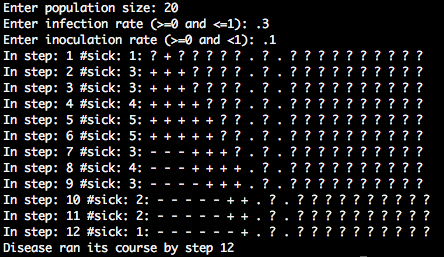 Enter population size: 20
Enter infection rate (>=0 and <=1): .3
Enter inoculation rate (>=0 and <1): .1
In step: 1 #sick: 1: ? + ? ? ? ? ? . ? . ? ? ? ? ? ? ? ? ? ?
In step: 2 #sick: 3: + + + ? ? ? ? . ? . ? ? ? ? ? ? ? ? ? ?
In step: 3 #sick: 3: + + + ? ? ? ? . ? . ? ? ? ? ? ? ? ? ? ?
In step: 4 #sick: 4: + + + + ? ? ? . ? . ? ? ? ? ? ? ? ? ? ?
In step: 5 #sick: 5: + + + + + ? ? . ? . ? ? ? ? ? ? ? ? ? ?
In step: 6 #sick: 5: + + + + + ? ? . ? . ? ? ? ? ? ? ? ? ? ?
In step: 7 #sick: 3: - - - + + + ? . ? . ? ? ? ? ? ? ? ? ? ?
In step: 8 #sick: 4: - - - + + + + . ? . ? ? ? ? ? ? ? ? ? ?
In step: 9 #sick: 3: - - - - + + + . ? . ? ? ? ? ? ? ? ? ? ?
In step: 10 #sick: 2: - - - - - + + . ? . ? ? ? ? ? ? ? ? ? ?
In step: 11 #sick: 2: - - - - - + + . ? . ? ? ? ? ? ? ? ? ? ?
In step: 12 #sick: 1: - - - - - - + . ? . ? ? ? ? ? ? ? ? ? ?
Disease ran its course by step 12